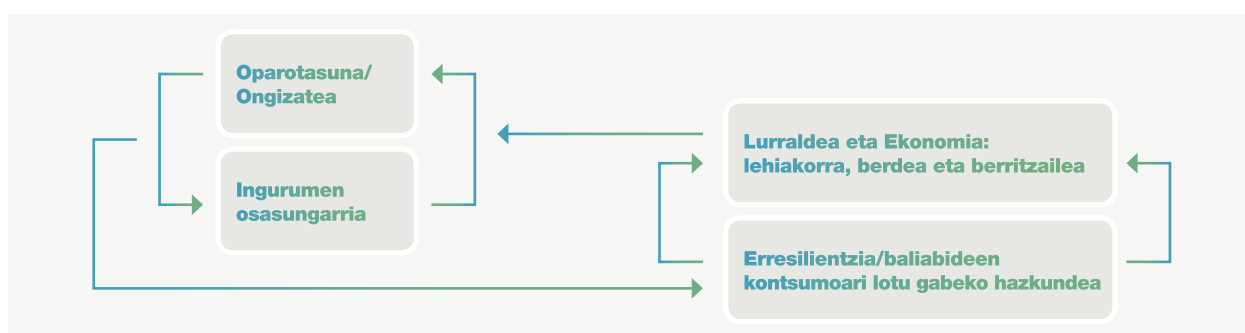 Oparotasuna/
Ongizatea
Ingurumen
osasungarria
Lurraldea eta Ekonomia:
lehiakorra, berdea eta berritzailea
Erresilientzia/baliabideen
kontsumoari lotu gabeko hazkundea